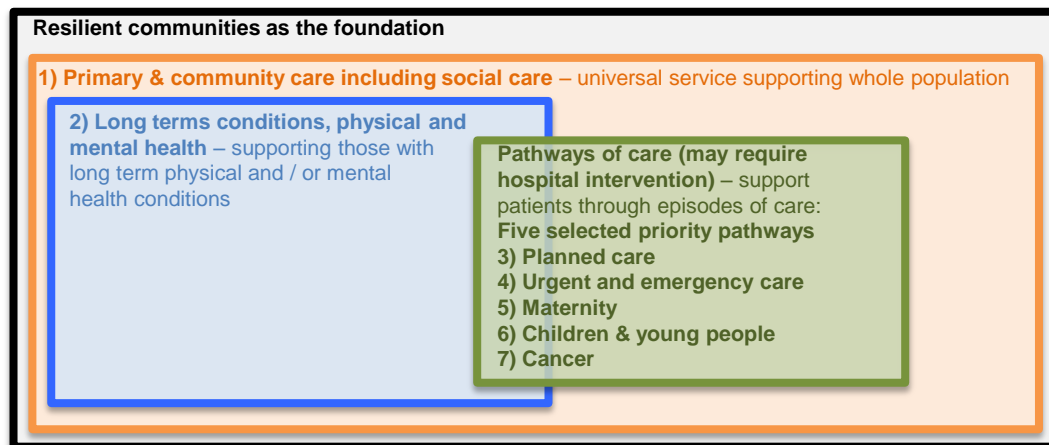 Resilient communities as the foundation
1) Primary & community care including social care – universal service supporting whole population
2) Long terms conditions, physical and
mental health – supporting those with
long term physical and / or mental
health conditions
Pathways of care (may require
hospital intervention) – support
patients through episodes of care:
Five selected priority pathways
3) Planned care
4) Urgent and emergency care
5) Maternity
6) Children & young people
7) Cancer